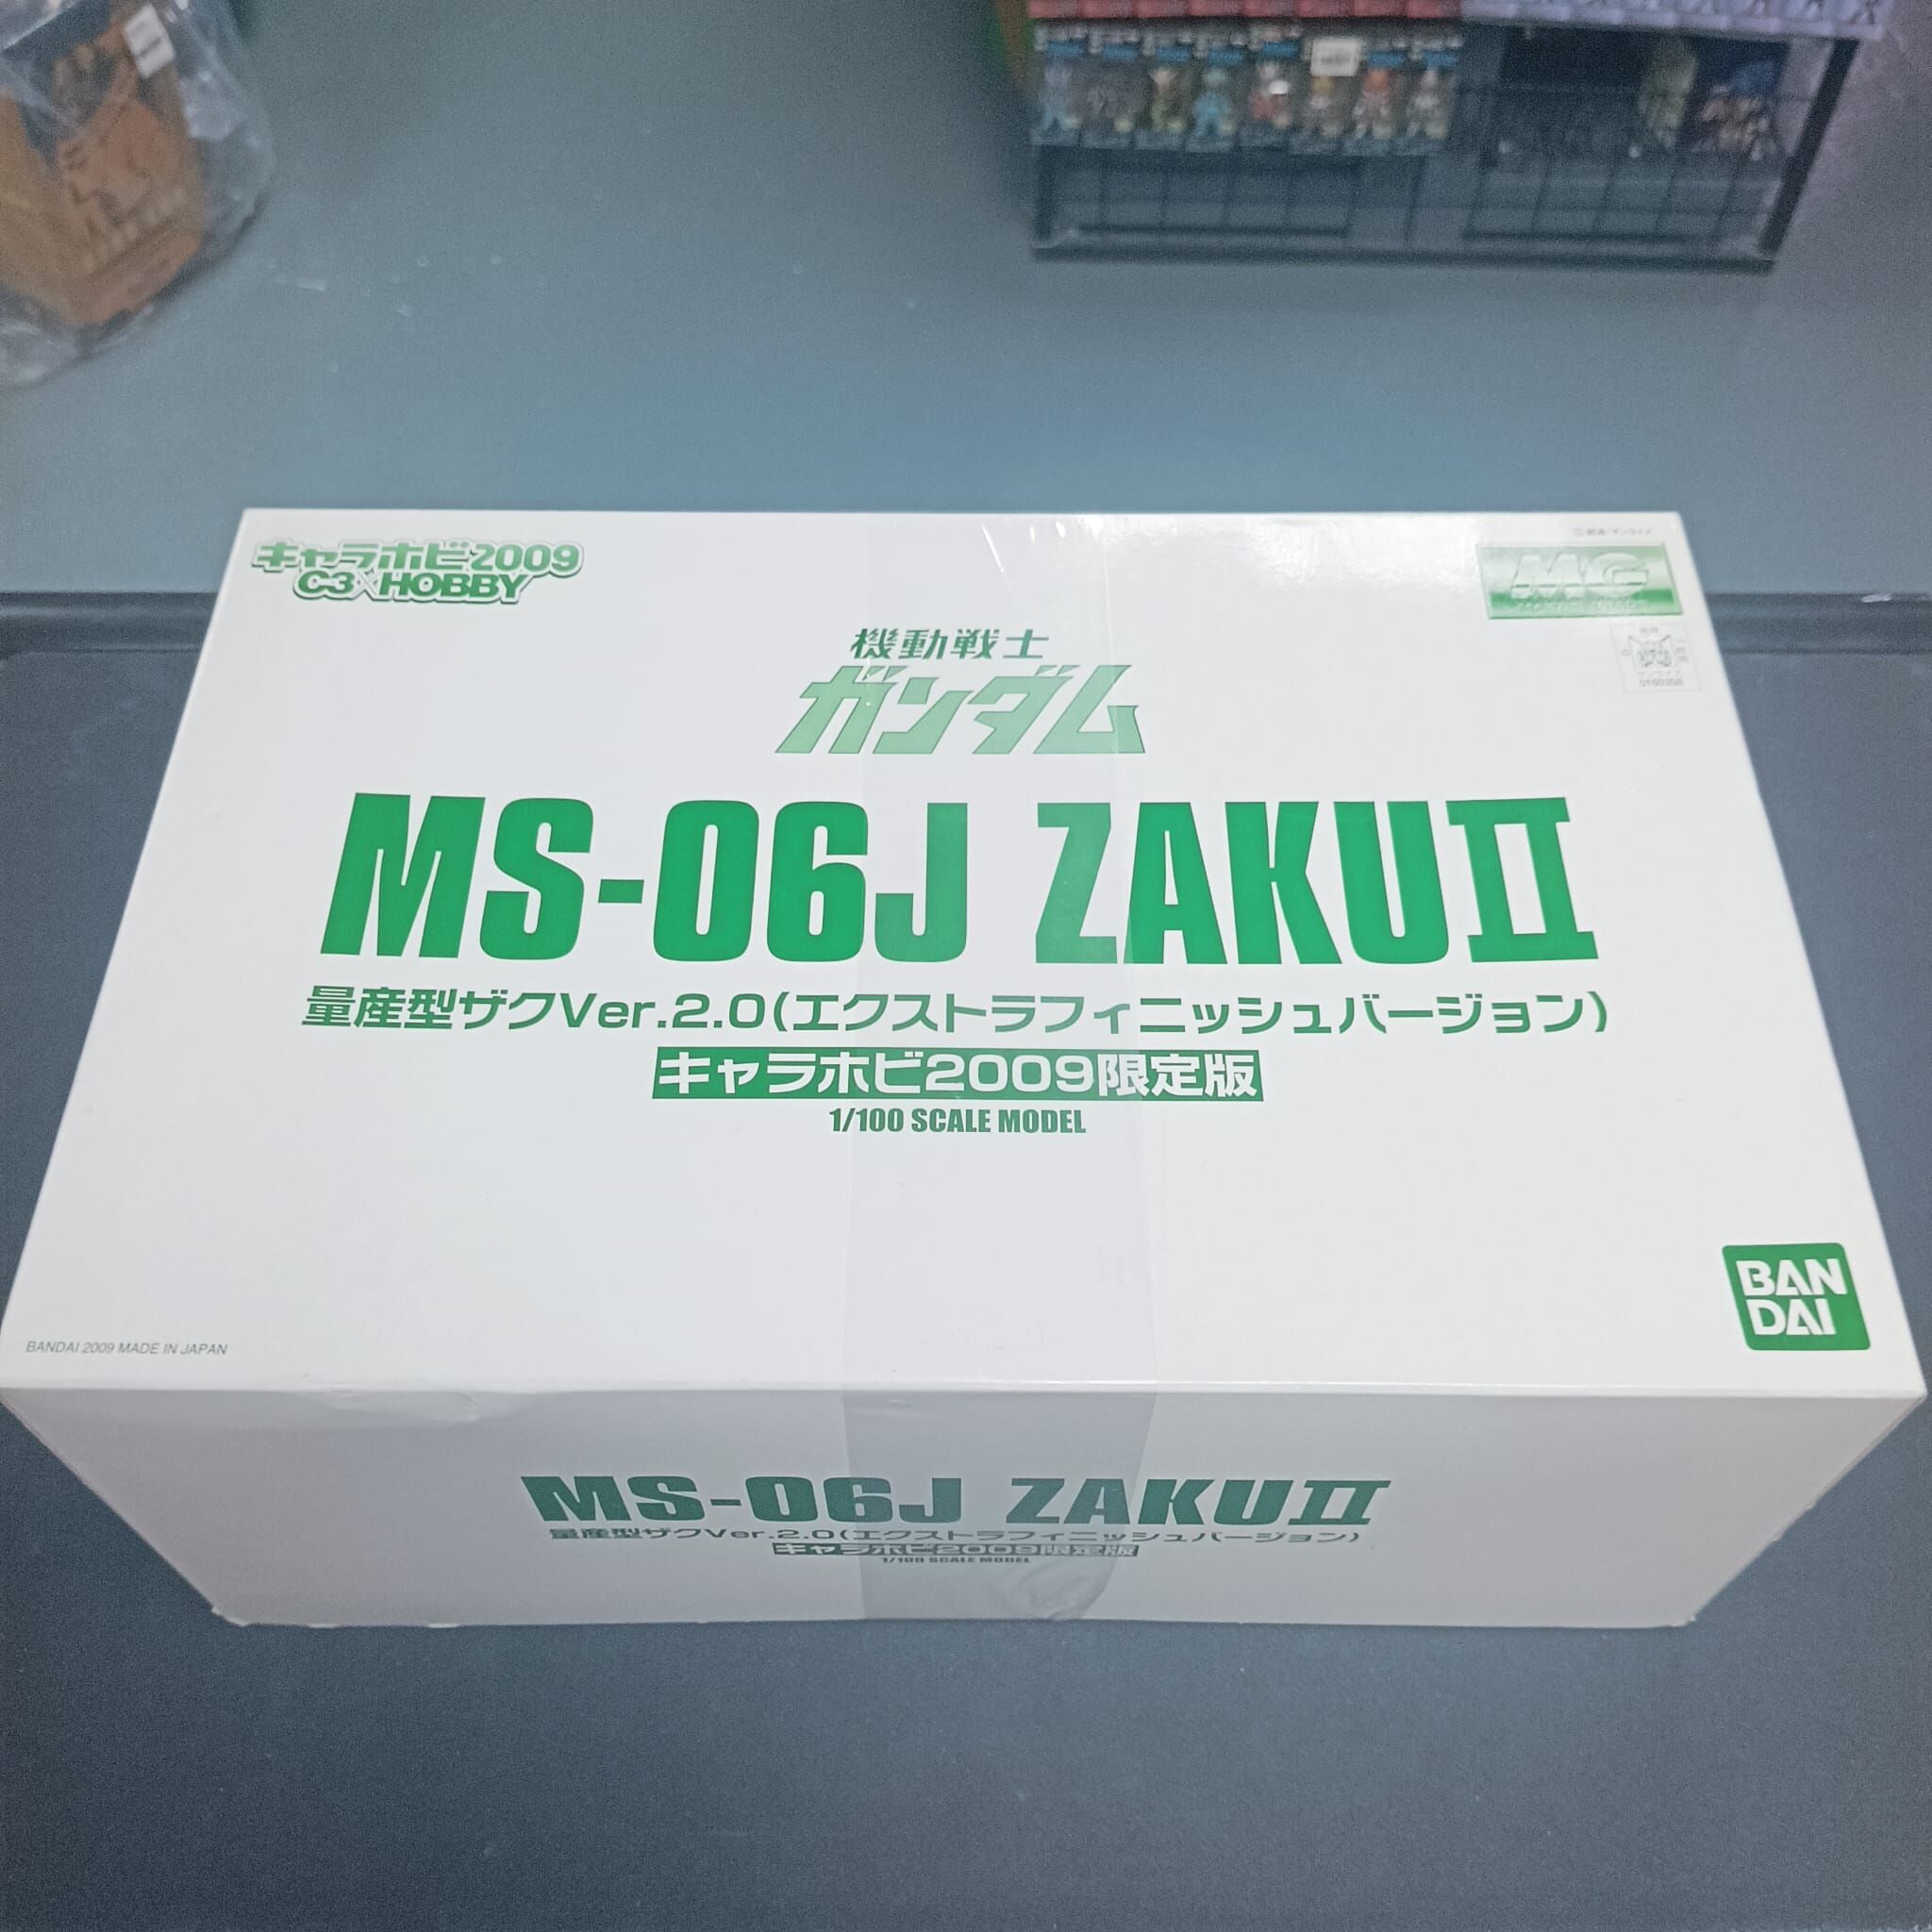 キャラホビ2009
C3×HOBBY
MG
機動戦士
ガンダム
MS-06J ZAKUII
量産型ザクVer.2.0(エクストラフィニッシュバージョン)
キャラホビ2009限定版
1/100 SCALE MODEL
BAN
DAI
BANDAI 2009 MADE IN JAPAN
MS-06J ZAKUII
量産型ザクVer.2.0(エクストラフィニッシュバージョン)
キャラホビ2009限定版
1/100 SCALE MODEL